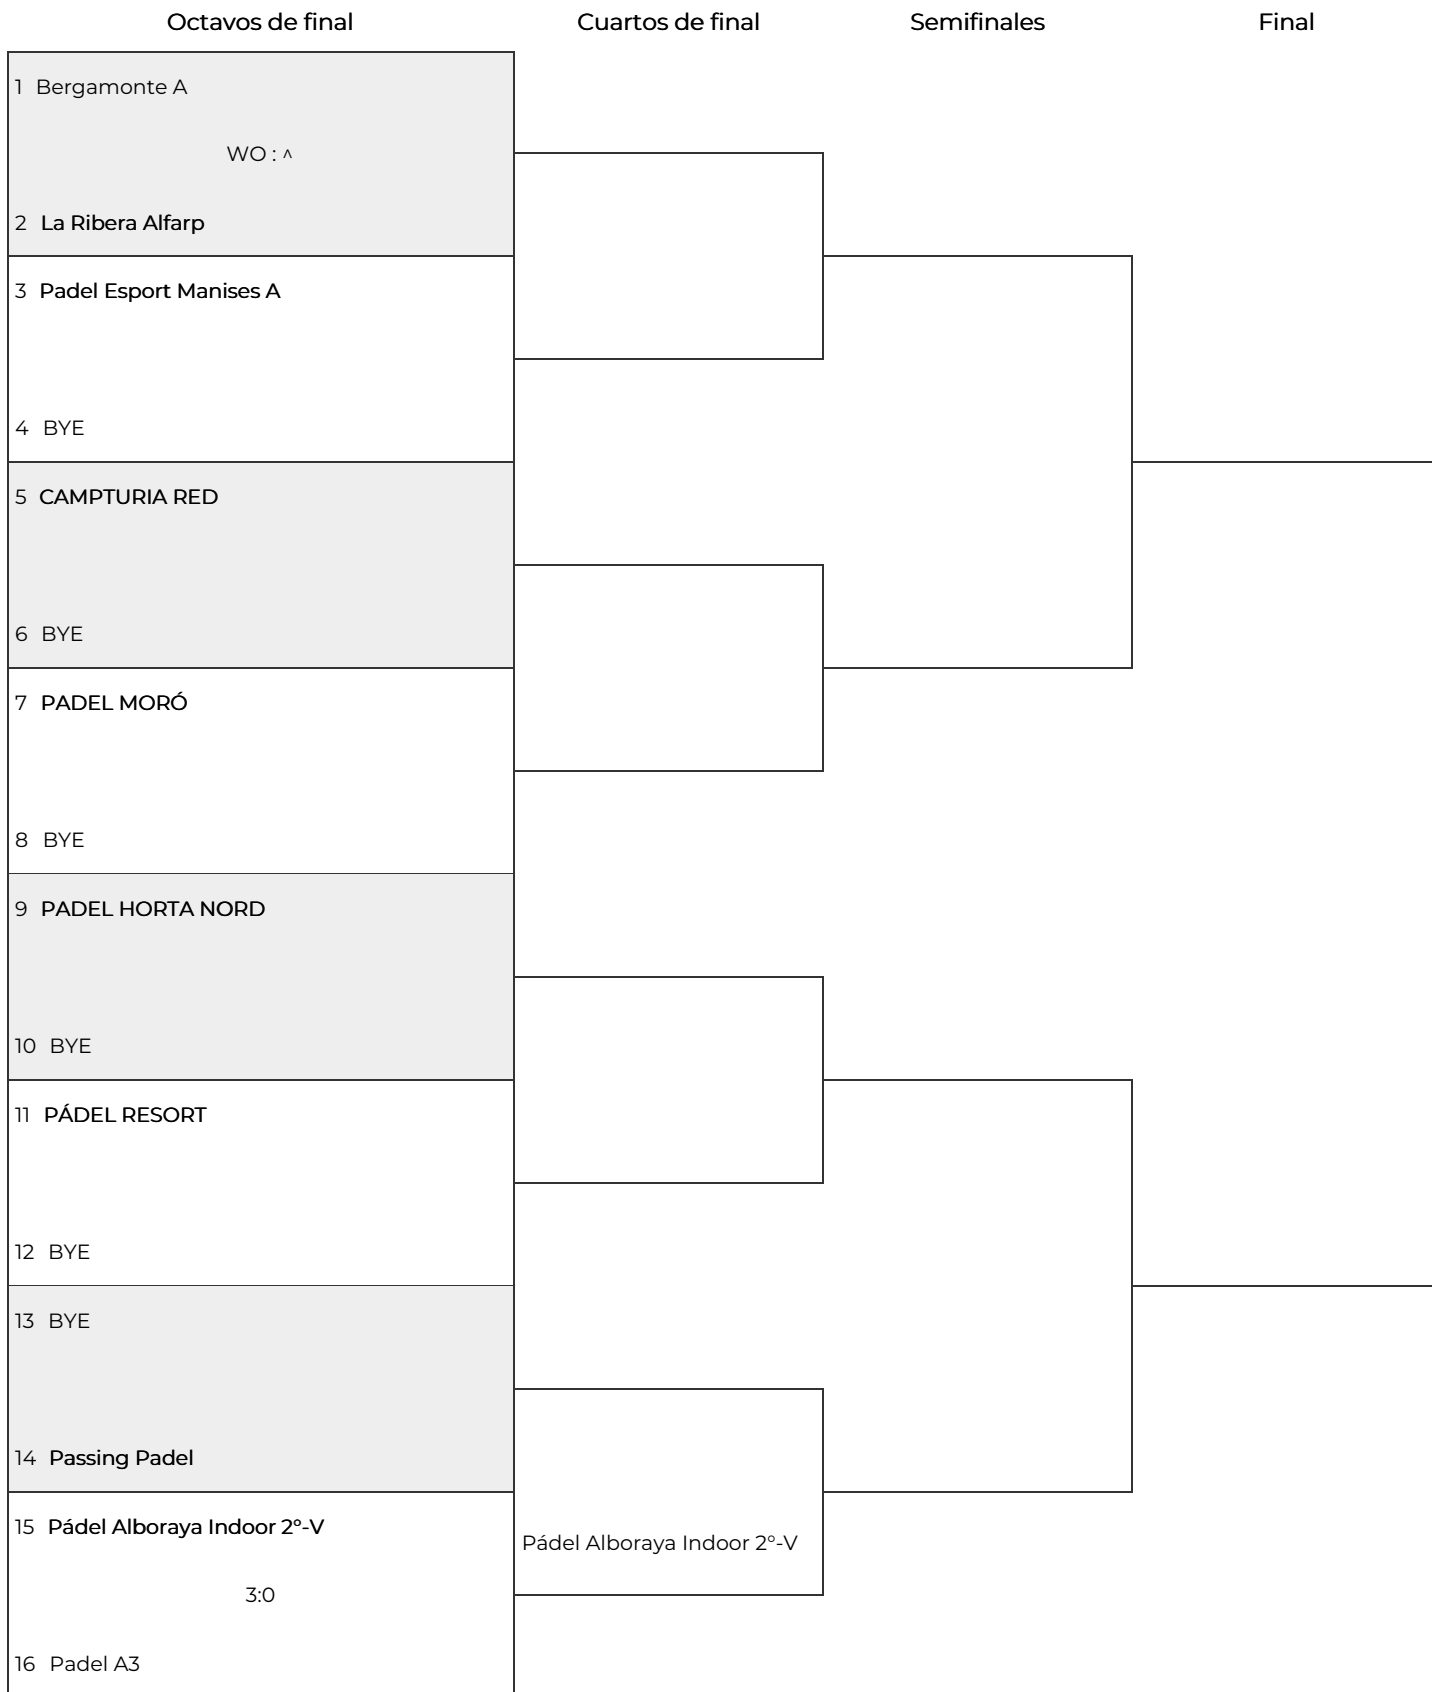 Octavos de final Cuartos de final Semifinales Final
1 Bergamonte A
WO : ^
2 La Ribera Alfarp
3 Padel Esport Manises A
4 BYE
5 CAMPTURIA RED
6 BYE
7 PADEL MORÓ
8 BYE
9 PADEL HORTA NORD
10 BYE
11 PÁDEL RESORT
12 BYE
13 BYE
14 Passing Padel
15 Pádel Alboraya Indoor 2º-V
Pádel Alboraya Indoor 2º-V
3:0
16 Padel A3